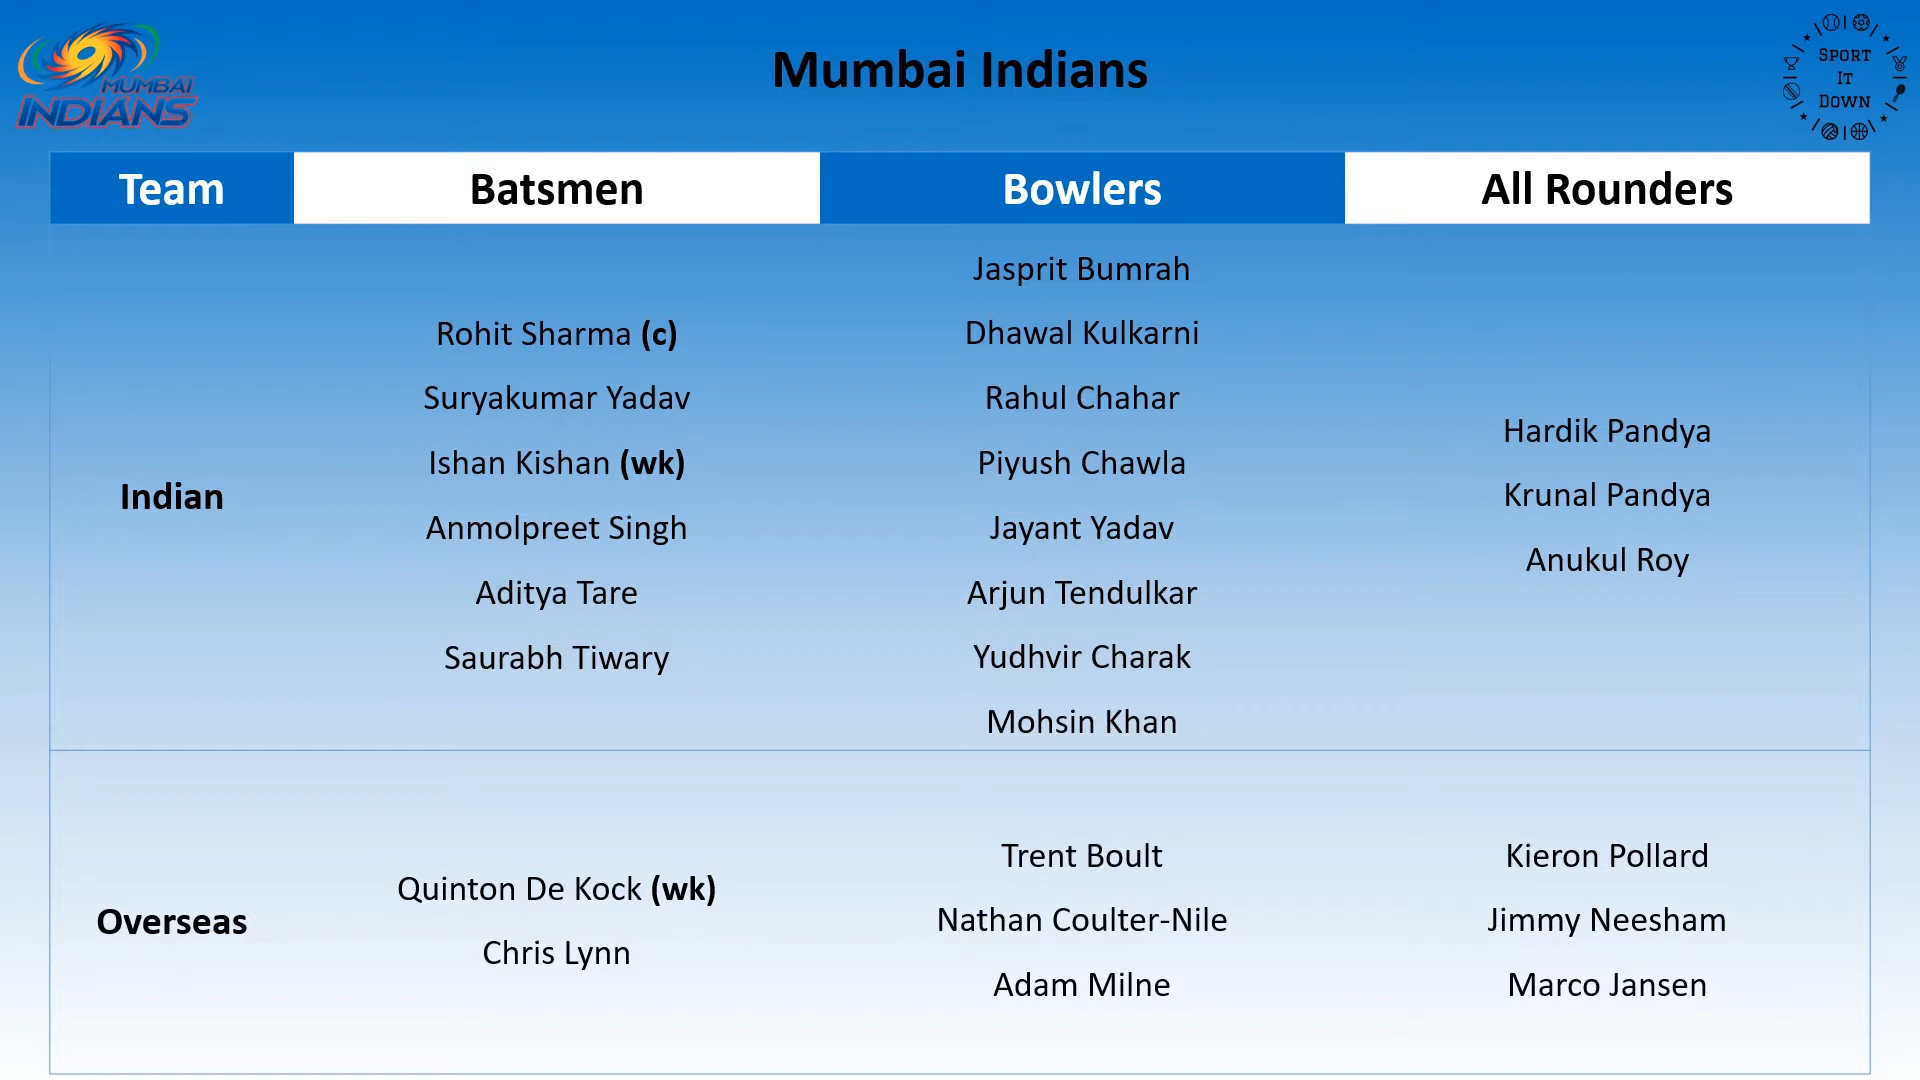 MUMBAI
INDIANS
Mumbai Indians
Sport
It
Down
Team
Batsmen
Bowlers
All Rounders
Indian
Rohit Sharma (c)
Suryakumar Yadav
Ishan Kishan (wk)
Anmolpreet Singh
Aditya Tare
Saurabh Tiwary
Jasprit Bumrah
Dhawal Kulkarni
Rahul Chahar
Piyush Chawla
Jayant Yadav
Arjun Tendulkar
Yudhvir Charak
Mohsin Khan
Hardik Pandya
Krunal Pandya
Anukul Roy
Overseas
Quinton De Kock (wk)
Chris Lynn
Trent Boult
Nathan Coulter-Nile
Adam Milne
Kieron Pollard
Jimmy Neesham
Marco Jansen